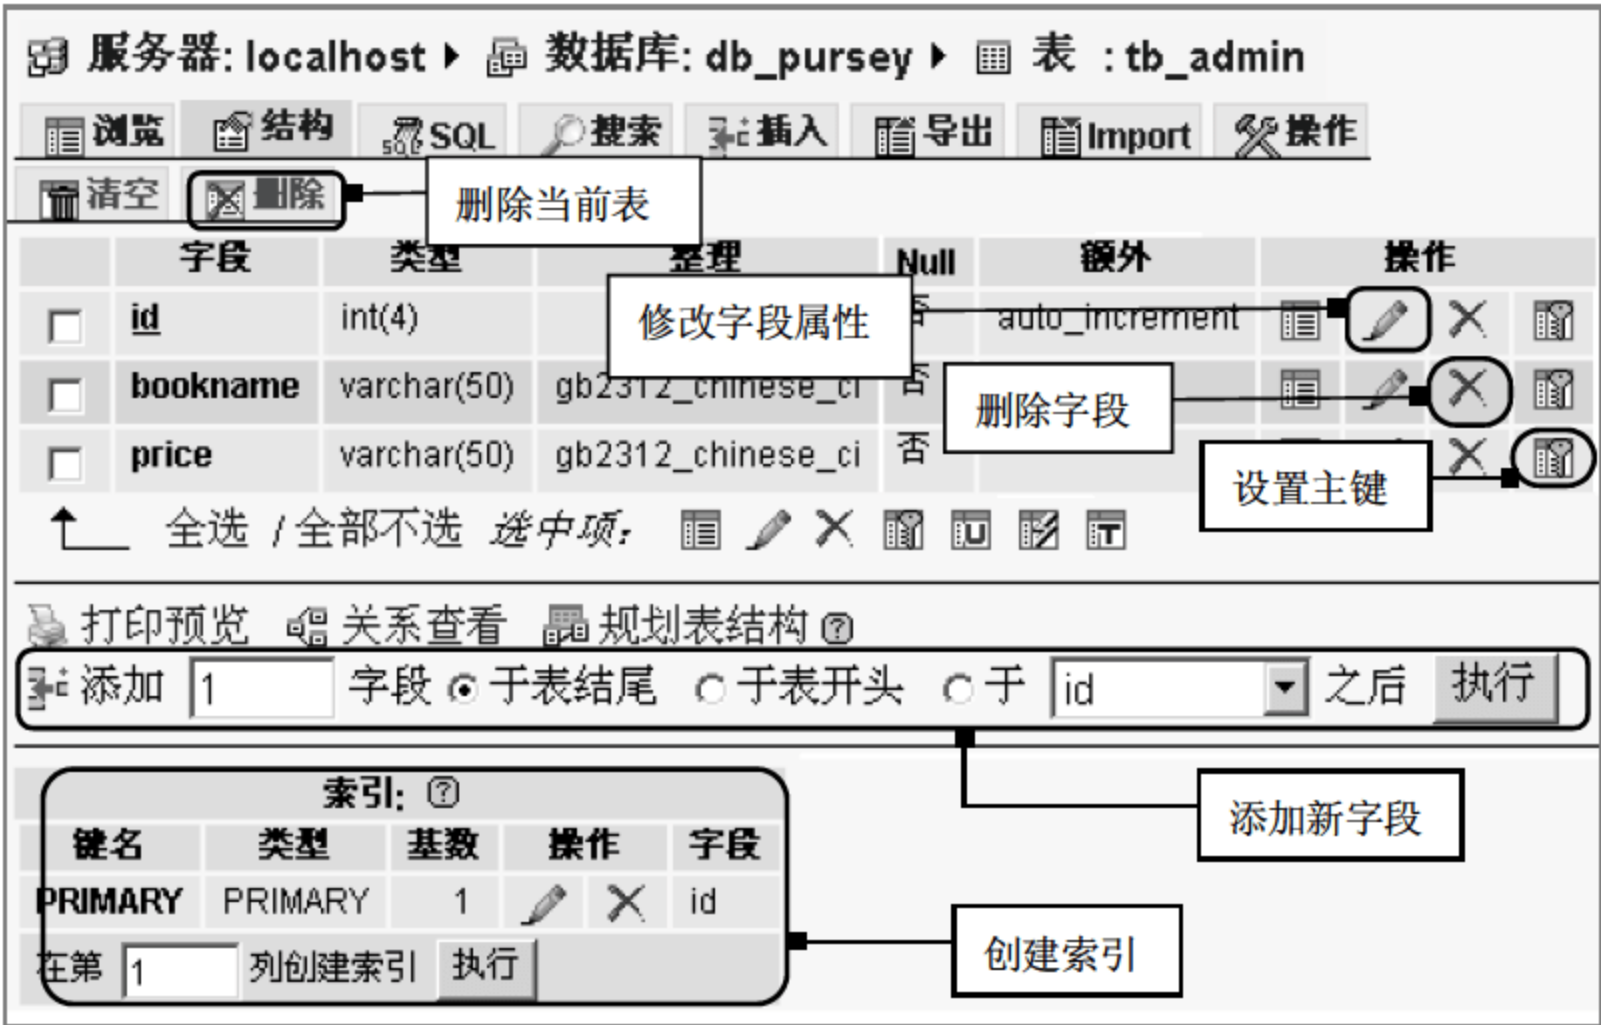 服务器: localhost ▸ 数据库: db_pursey ▸ 表 : tb_admin
浏览 结构 SQL 搜索 插入 导出 Import 操作
清空 删除 删除当前表
字段 类型 整理 Null 额外 操作
id int(4) 修改字段属性 否 auto_increment
bookname varchar(50) gb2312_chinese_ci 否 删除字段
price varchar(50) gb2312_chinese_ci 否 设置主键
全选 / 全部不选 选中项:
打印预览 关系查看 规划表结构
添加 1 字段 于表结尾 于表开头 于 id 之后 执行
添加新字段
索引:
键名 类型 基数 操作 字段
PRIMARY PRIMARY 1 id
在第 1 列创建索引 执行
创建索引